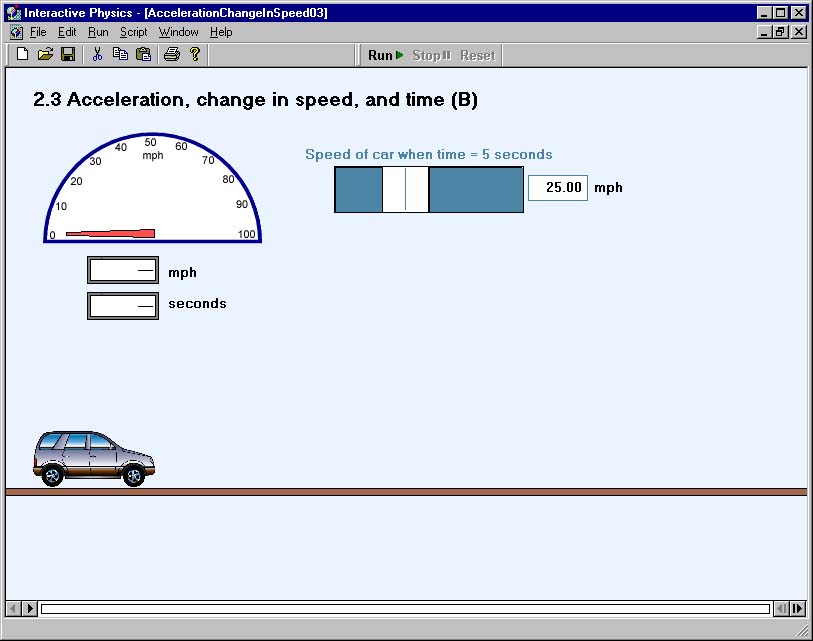 Interactive Physics - [AccelerationChangeInSpeed03]
File Edit Run Script Window Help
Run Stop Reset
2.3 Acceleration, change in speed, and time (B)
0 10 20 30 40 50 60 70 80 90 100
mph
Speed of car when time = 5 seconds
25.00 mph
— mph
— seconds